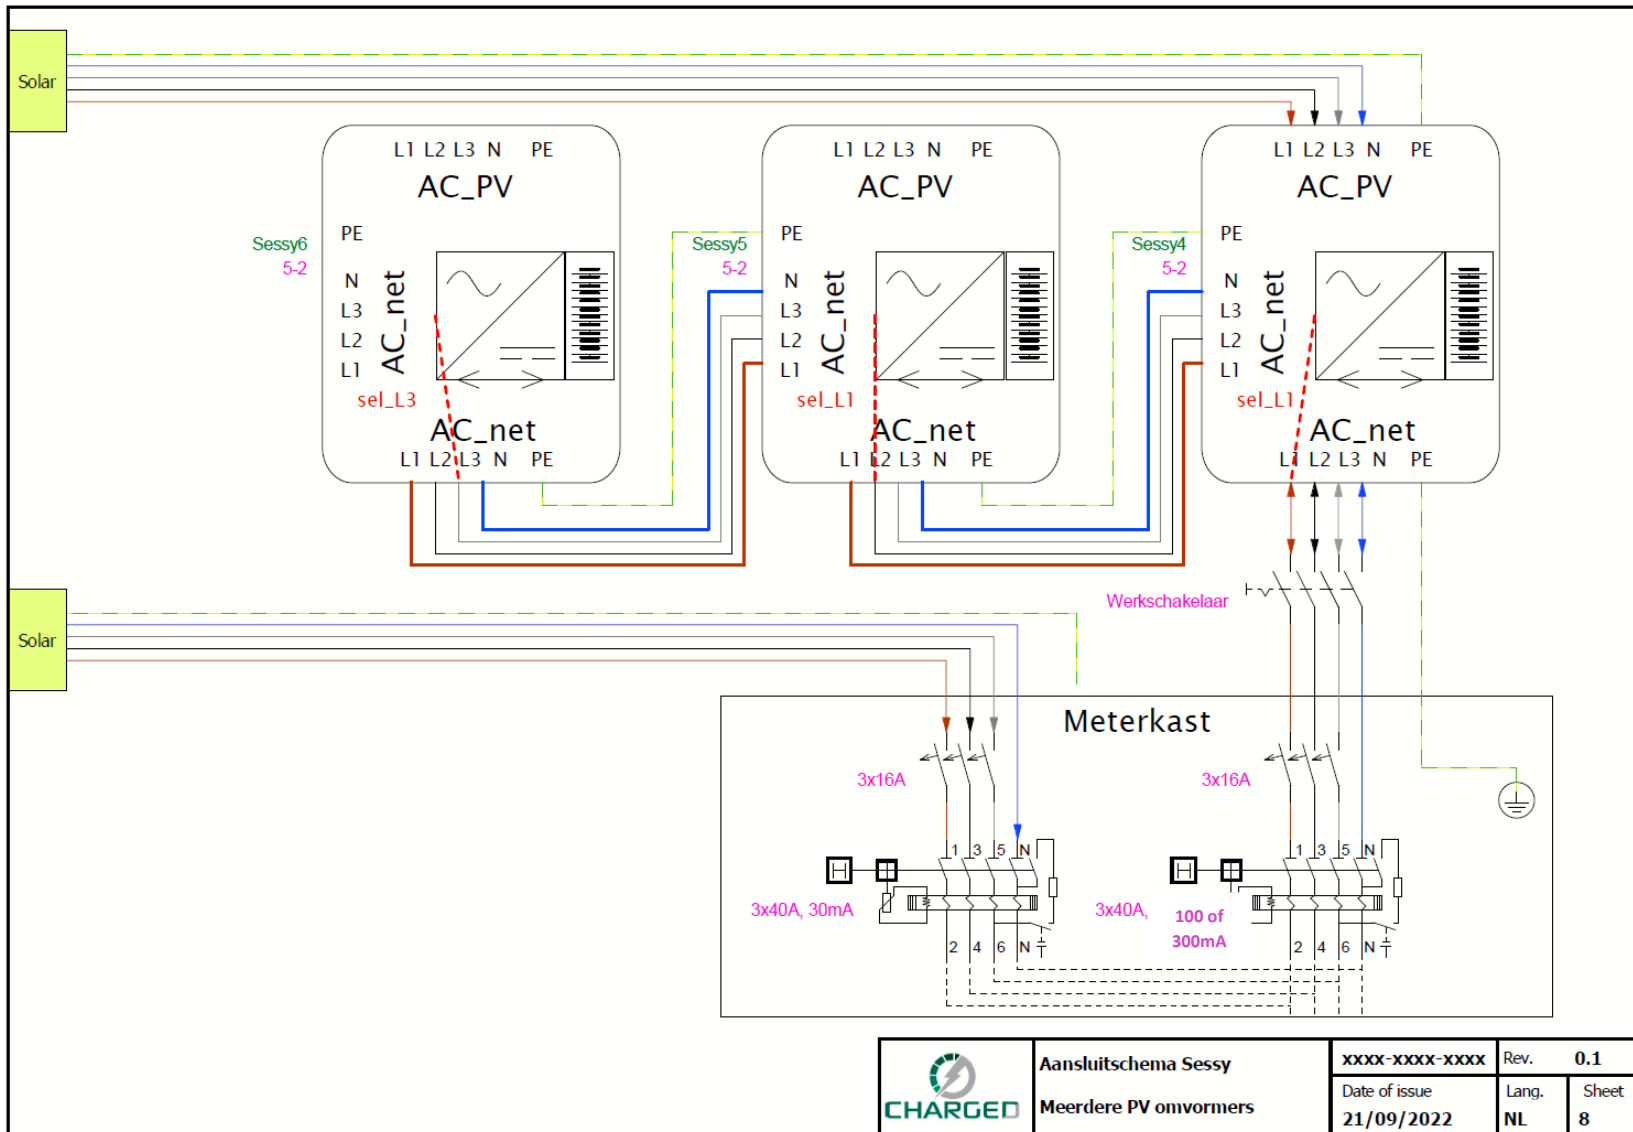 Solar
L1 L2 L3 N PE
AC_PV
Sessy6
5-2
PE
N
L3
L2
L1
AC_net
sel_L3
AC_net
L1 L2 L3 N PE
L1 L2 L3 N PE
AC_PV
Sessy5
5-2
PE
N
L3
L2
L1
AC_net
sel_L1
AC_net
L1 L2 L3 N PE
L1 L2 L3 N PE
AC_PV
Sessy4
5-2
PE
N
L3
L2
L1
AC_net
sel_L1
AC_net
L1 L2 L3 N PE
Werkschakelaar
Solar
Meterkast
3x16A
3x16A
1 3 5 N
H
3x40A, 30mA
2 4 6 N
1 3 5 N
H
3x40A,
100 of
300mA
2 4 6 N
CHARGED
Aansluitschema Sessy
Meerdere PV omvormers
xxxx-xxxx-xxxx
Rev. 0.1
Date of issue
21/09/2022
Lang.
NL
Sheet
8